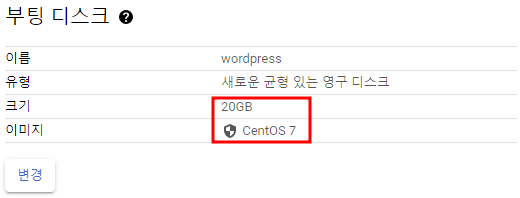 부팅 디스크 ?
이름 wordpress
유형 새로운 균형 있는 영구 디스크
크기 20GB
이미지 CentOS 7
변경